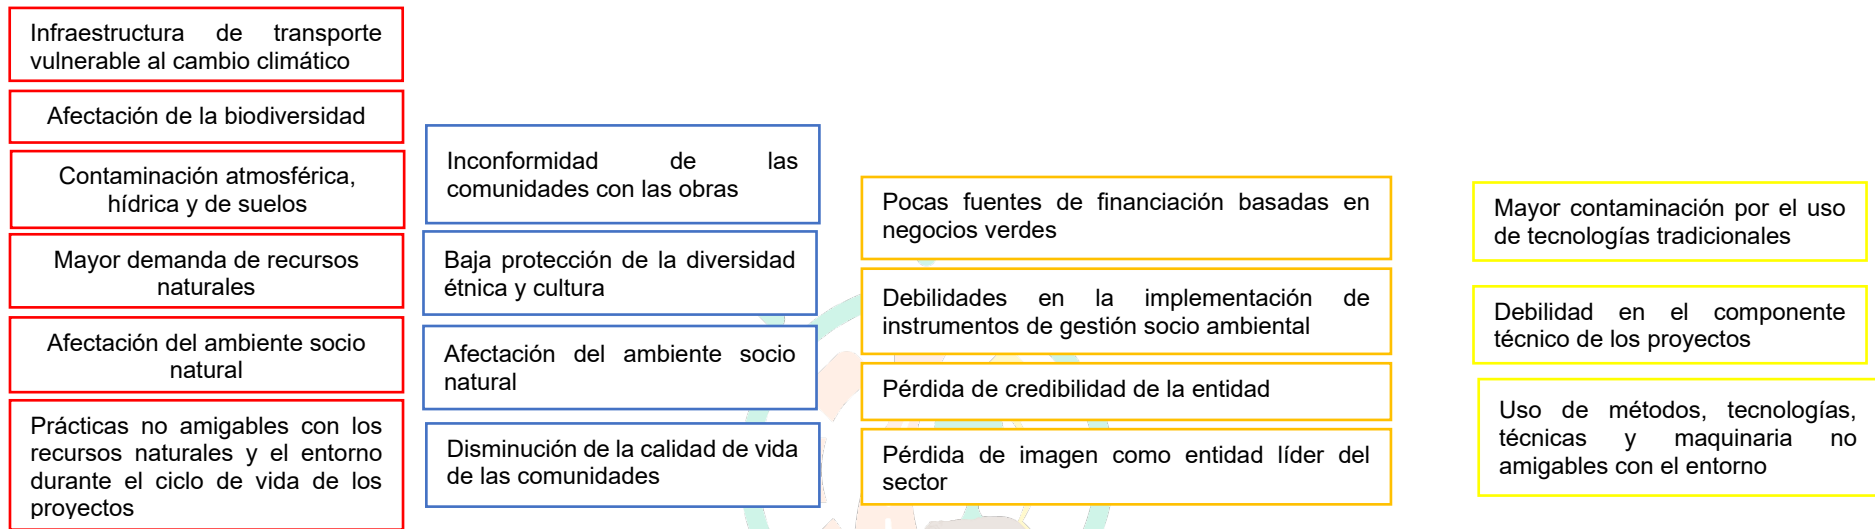 Infraestructura de transporte
vulnerable al cambio climático
Afectación de la biodiversidad
Contaminación atmosférica,
hídrica y de suelos
Mayor demanda de recursos
naturales
Afectación del ambiente socio
natural
Prácticas no amigables con los
recursos naturales y el entorno
durante el ciclo de vida de los
proyectos
Inconformidad de las
comunidades con las obras
Baja protección de la diversidad
étnica y cultura
Afectación del ambiente socio
natural
Disminución de la calidad de vida
de las comunidades
Pocas fuentes de financiación basadas en
negocios verdes
Debilidades en la implementación de
instrumentos de gestión socio ambiental
Pérdida de credibilidad de la entidad
Pérdida de imagen como entidad líder del
sector
Mayor contaminación por el uso
de tecnologías tradicionales
Debilidad en el componente
técnico de los proyectos
Uso de métodos, tecnologías,
técnicas y maquinaria no
amigables con el entorno